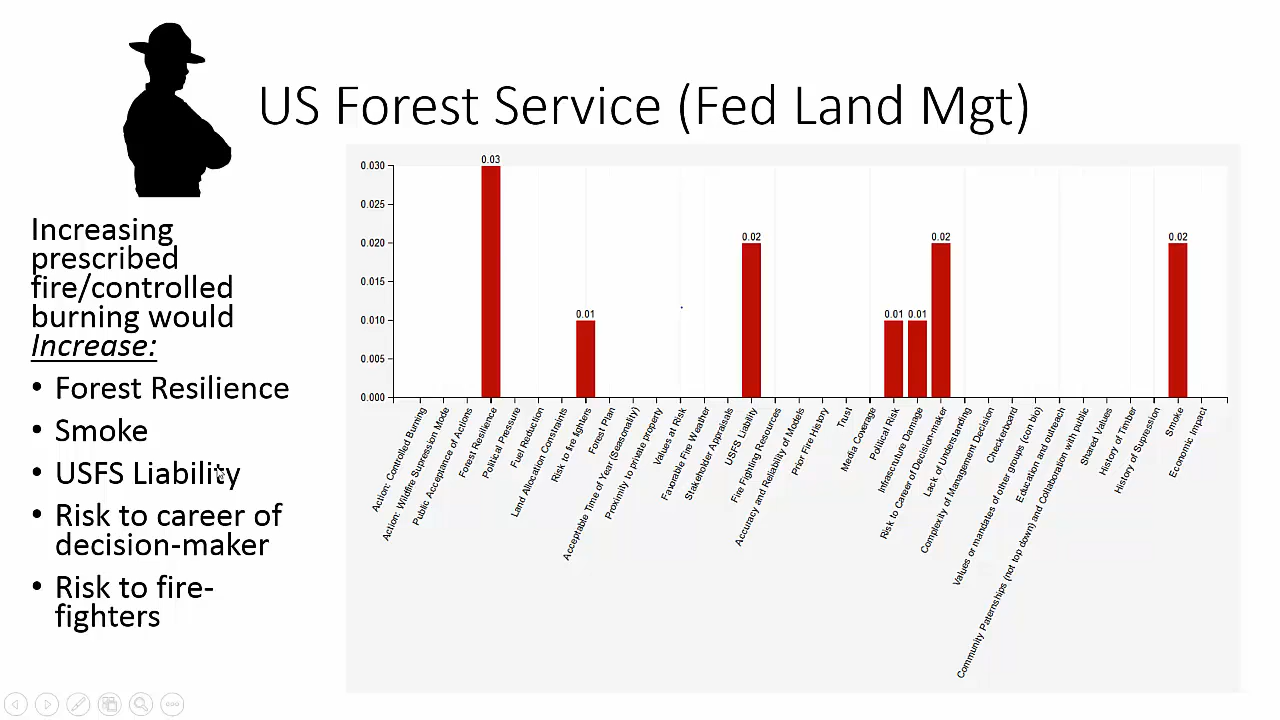 US Forest Service (Fed Land Mgt)
Increasing
prescribed
fire/controlled
burning would
Increase:
• Forest Resilience
• Smoke
• USFS Liability
• Risk to career of
decision-maker
• Risk to fire-
fighters
0.030
0.025
0.020
0.015
0.010
0.005
0.000
0.03
0.01
0.02
0.01
0.01
0.02
0.02
Action: Controlled Burning
Action: Wildfire Supression Mode
Public Acceptance of Actions
Forest Resilience
Political Pressure
Fuel Reduction
Land Allocation Constraints
Risk to fire fighters
Forest Plan
Acceptable Time of Year (Seasonality)
Proximity to private property
Values at Risk
Favorable Fire Weather
Stakeholder Appraisals
USFS Liability
Fire Fighting Resources
Accuracy and Reliability of Models
Prior Fire History
Trust
Media Coverage
Political Risk
Infrasctuture Damage
Risk to Career of Decision-maker
Lack of Understanding
Complexity of Management Decision
Checkerboard
Values or mandates of other groups (con bio)
Education and outreach
Community Paternships (not top down) and Collaboration with public
Shared Values
History of Timber
History of Supression
Smoke
Economic Impact